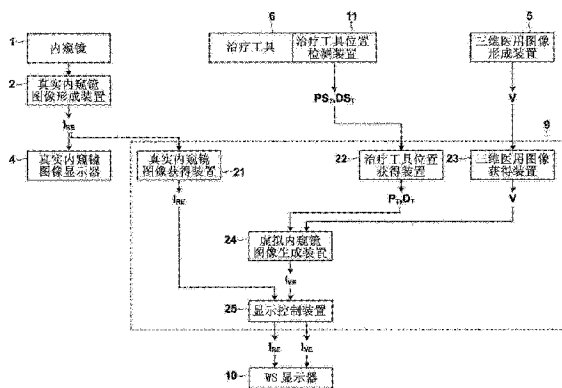 6
11
5
1
内窥镜
治疗工具
治疗工具位置
检测装置
三维医用图像
形成装置
2
真实内窥镜
图像形成装置
PS_T,DS_T
V
I_RE
9
4
真实内窥镜
图像显示器
真实内窥镜
图像获得装置
21
22
治疗工具位置
获得装置
23
三维医用图像
获得装置
I_RE
P_T,D_T
V
24
虚拟内窥镜
图像生成装置
I_VE
25
显示控制装置
I_RE
I_VE
10
WS 显示器